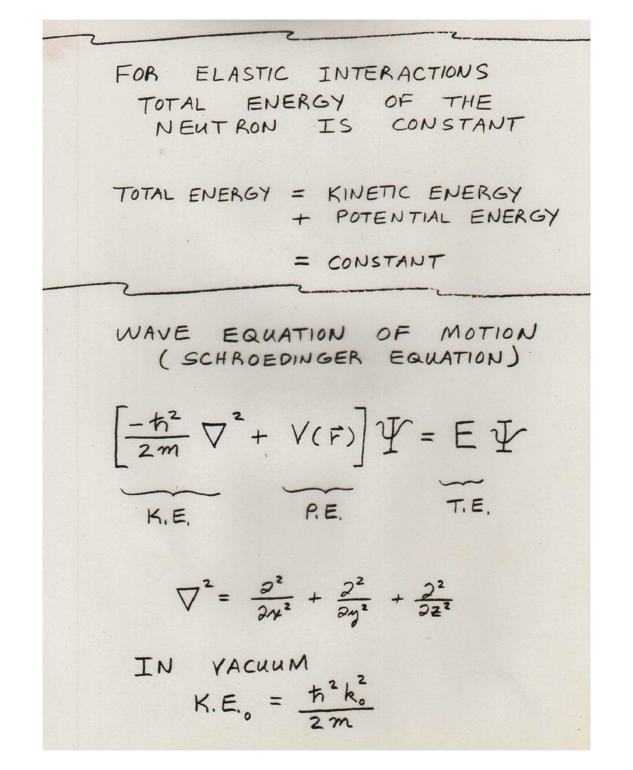 FOR ELASTIC INTERACTIONS
TOTAL ENERGY OF THE
NEUTRON IS CONSTANT
TOTAL ENERGY = KINETIC ENERGY
+ POTENTIAL ENERGY
= CONSTANT
WAVE EQUATION OF MOTION
(SCHROEDINGER EQUATION)
[-ħ²/2m ∇² + V(r⃗)] Ψ = E Ψ
K.E. P.E. T.E.
∇² = ∂²/∂x² + ∂²/∂y² + ∂²/∂z²
IN VACUUM
K.E.₀ = ħ²k₀²/2m